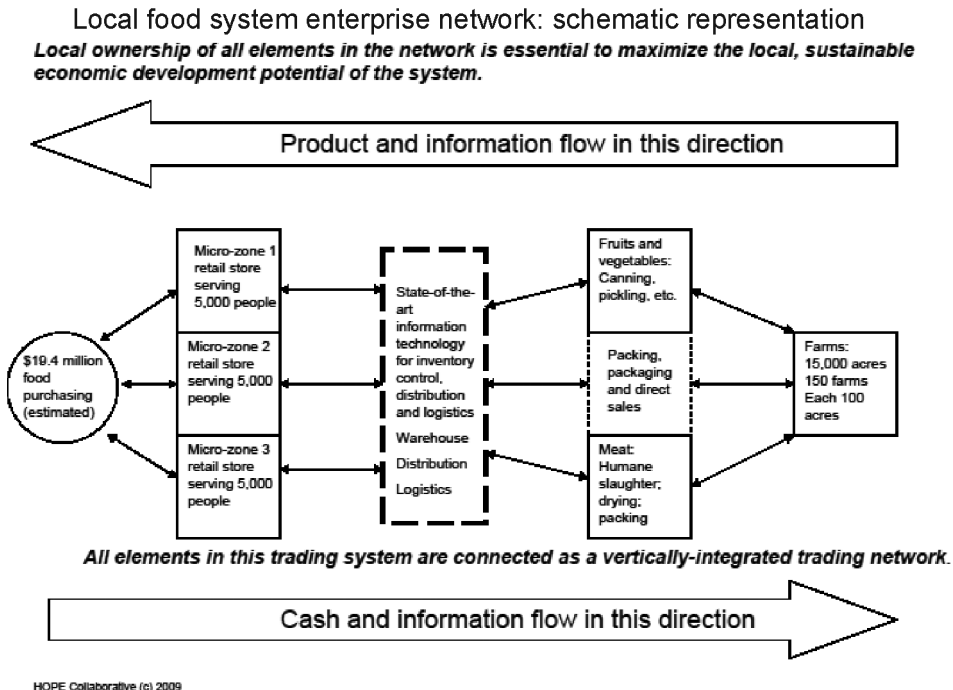 Local food system enterprise network: schematic representation
Local ownership of all elements in the network is essential to maximize the local, sustainable
economic development potential of the system.
Product and information flow in this direction
$19.4 million
food
purchasing
(estimated)
Micro-zone 1
retail store
serving
5,000 people
Micro-zone 2
retail store
serving 5,000
people
Micro-zone 3
retail store
serving 5,000
people
State-of-the-
art
information
technology
for inventory
control,
distribution
and logistics
Warehouse
Distribution
Logistics
Fruits and
vegetables:
Canning,
pickling, etc.
Packing,
packaging
and direct
sales
Meat:
Humane
slaughter;
drying;
packing
Farms:
15,000 acres
150 farms
Each 100
acres
All elements in this trading system are connected as a vertically-integrated trading network.
Cash and information flow in this direction
HOPE Collaborative (c) 2009